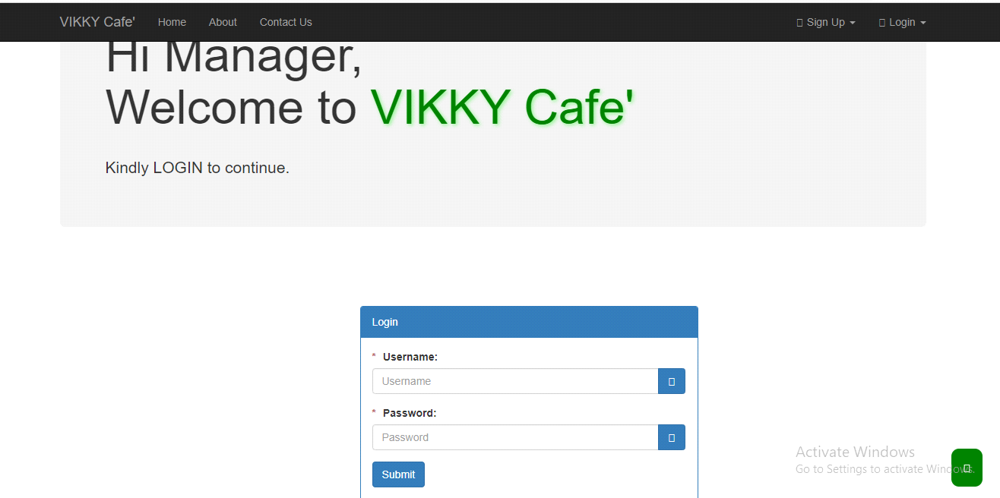 VIKKY Cafe' Home About Contact Us Sign Up Login
Hi Manager,
Welcome to VIKKY Cafe'
Kindly LOGIN to continue.
Login
* Username:
Username
* Password:
Password
Submit
Activate Windows
Go to Settings to activate Windows.